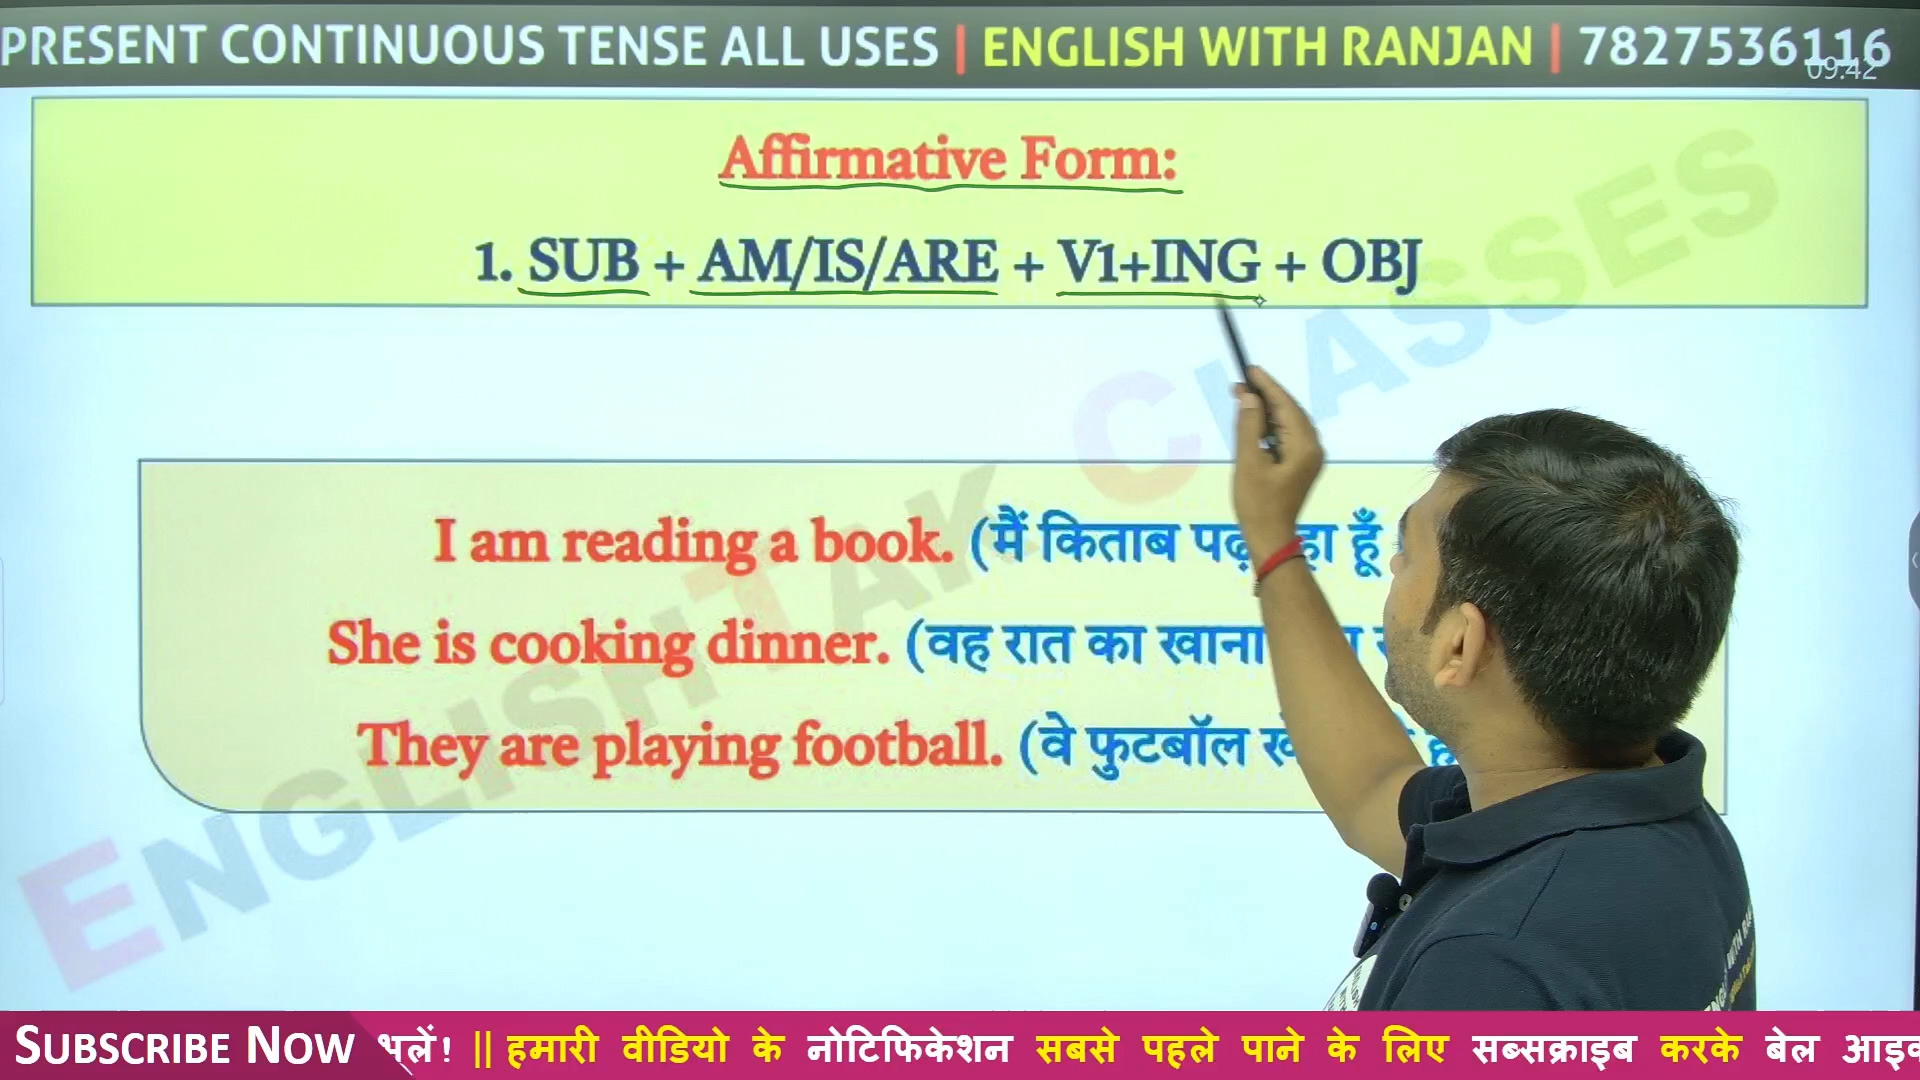 PRESENT CONTINUOUS TENSE ALL USES | ENGLISH WITH RANJAN | 7827536116
09:42
Affirmative Form:
1. SUB + AM/IS/ARE + V1+ING + OBJ
I am reading a book. (मैं किताब हूँ
She is cooking dinner. (वह रात का खाना
They are playing football. (वे फुटबॉल
ENGLISHTAK CLASSES
SUBSCRIBE NOW || हमारी वीडियो के नोटिफिकेशन सबसे पहले पाने के लिए सब्सक्राइब करके बेल